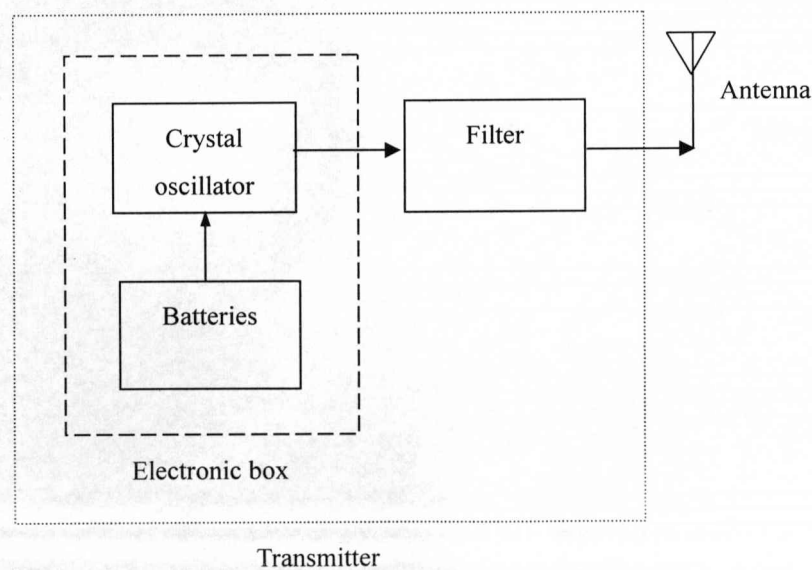 Antenna
Crystal
oscillator
Filter
Batteries
Electronic box
Transmitter